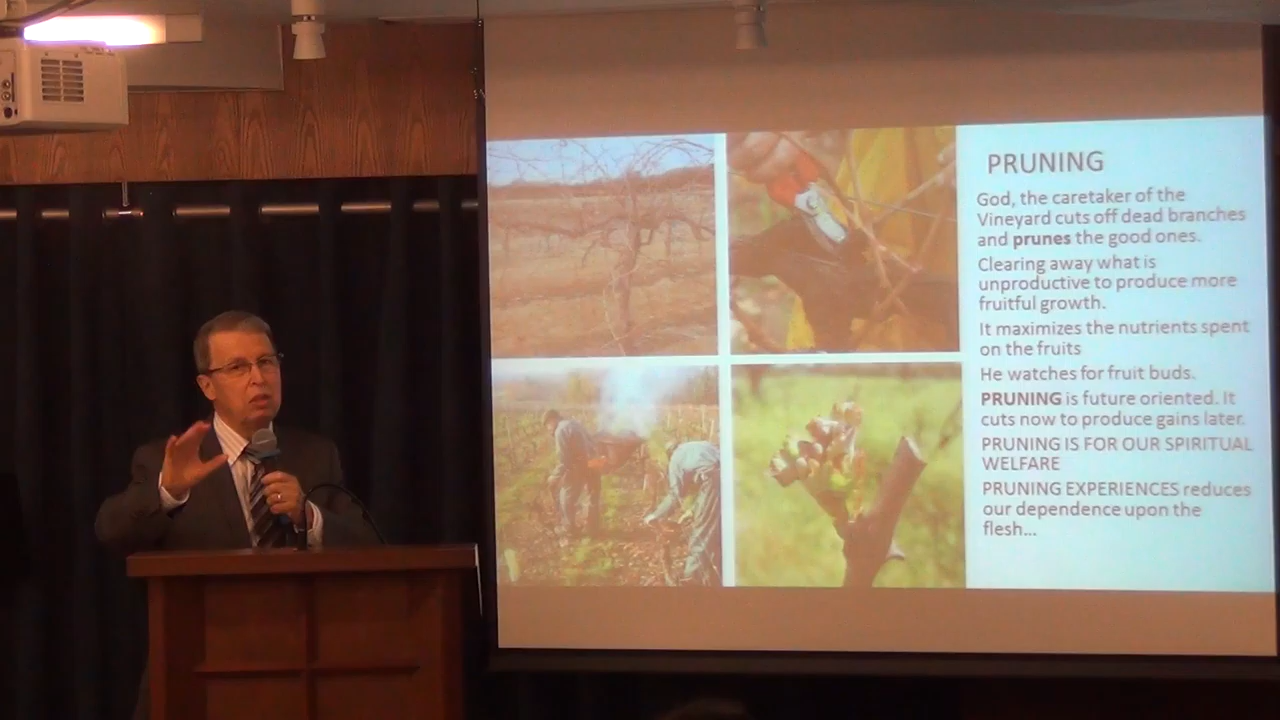 PRUNING
God, the caretaker of the
Vineyard cuts off dead branches
and prunes the good ones.
Clearing away what is
unproductive to produce more
fruitful growth.
It maximizes the nutrients spent
on the fruits
He watches for fruit buds.
PRUNING is future oriented. It
cuts now to produce gains later.
PRUNING IS FOR OUR SPIRITUAL
WELFARE
PRUNING EXPERIENCES reduces
our dependence upon the
flesh...